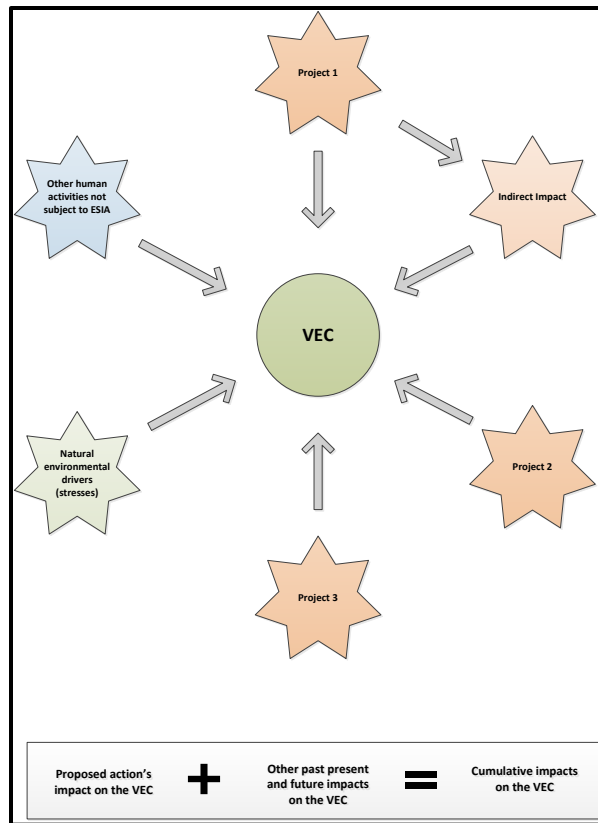 Project 1
Other human
activities not
subject to ESIA
Indirect Impact
VEC
Natural
environmental
drivers
(stresses)
Project 2
Project 3
Proposed action's
impact on the VEC
+
Other past present
and future impacts
on the VEC
=
Cumulative impacts
on the VEC